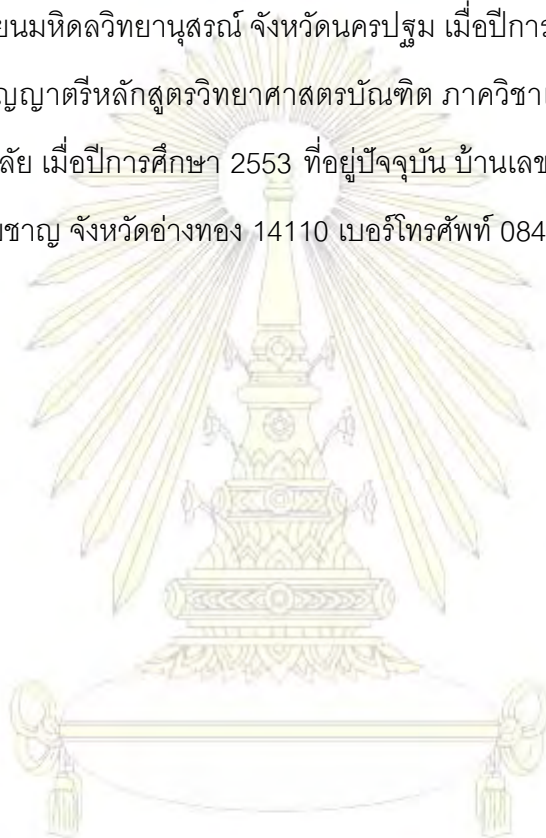 ยนมหิดลวิทยานุสรณ์ จังหวัดนครปฐม เมื่อปีการ
ญญาตรีหลักสูตรวิทยาศาสตรบัณฑิต ภาควิชา
ลัย เมื่อปีการศึกษา 2553 ที่อยู่ปัจจุบัน บ้านเลข
ชาญ จังหวัดอ่างทอง 14110 เบอร์โทรศัพท์ 084